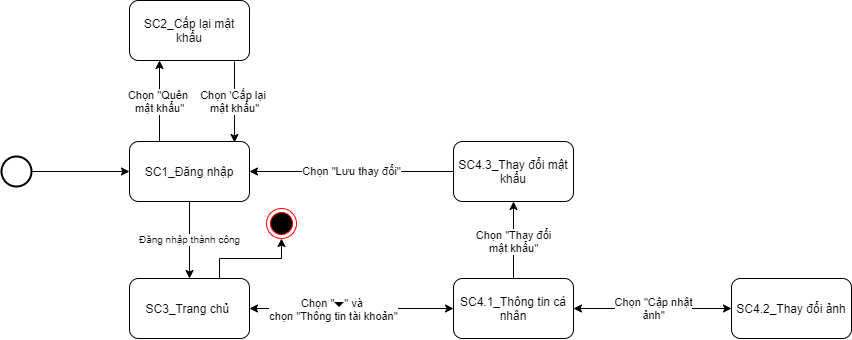 SC2_Cấp lại mật
khẩu
Chọn "Quên
mật khẩu"
Chọn 'Cấp lại
mật khẩu"
SC1_Đăng nhập
Chọn "Lưu thay đổi"
SC4.3_Thay đổi mật
khẩu
Đăng nhập thành công
Chọn "Thay đổi
mật khẩu"
SC3_Trang chủ
Chọn "▾" và
chọn "Thông tin tài khoản"
SC4.1_Thông tin cá
nhân
Chọn "Cập nhật
ảnh"
SC4.2_Thay đổi ảnh